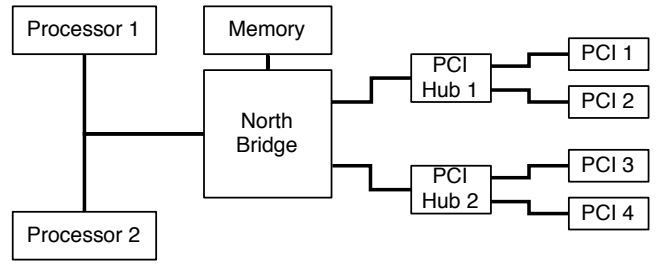 Processor 1
Memory
North
Bridge
Processor 2
PCI
Hub 1
PCI 1
PCI 2
PCI
Hub 2
PCI 3
PCI 4